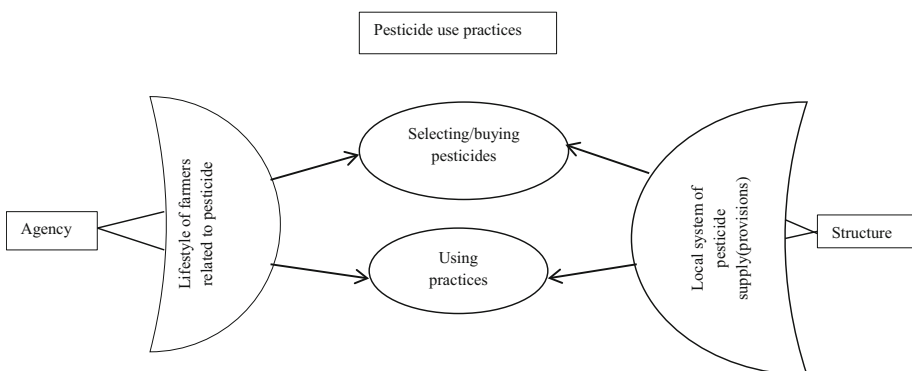 Pesticide use practices
Selecting/buying
pesticides
Lifestyle of farmers
related to pesticide
Agency
Using
practices
Local system of
pesticide
supply(provisions)
Structure